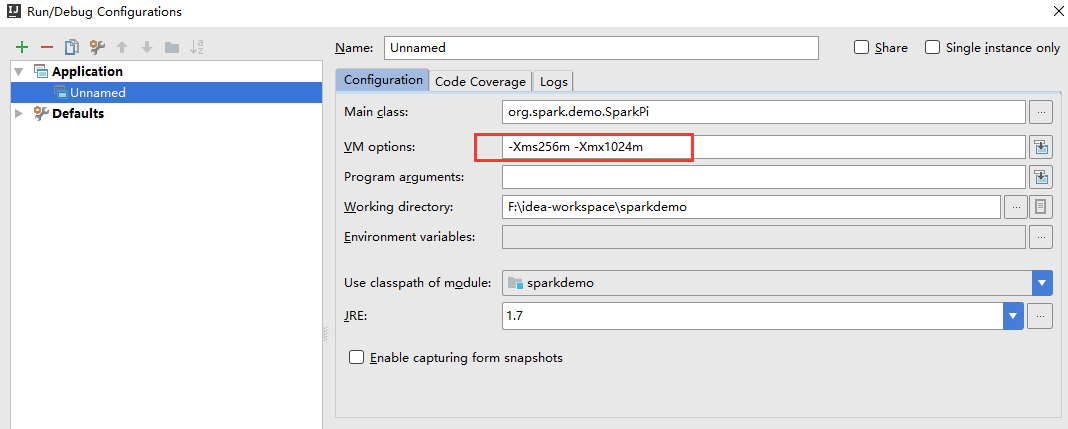 Run/Debug Configurations
Name: Unnamed Share Single instance only
Application
Unnamed
Defaults
Configuration Code Coverage Logs
Main class: org.spark.demo.SparkPi ...
VM options: -Xms256m -Xmx1024m
Program arguments:
Working directory: F:\idea-workspace\sparkdemo ...
Environment variables: ...
Use classpath of module: sparkdemo
JRE: 1.7 ...
Enable capturing form snapshots